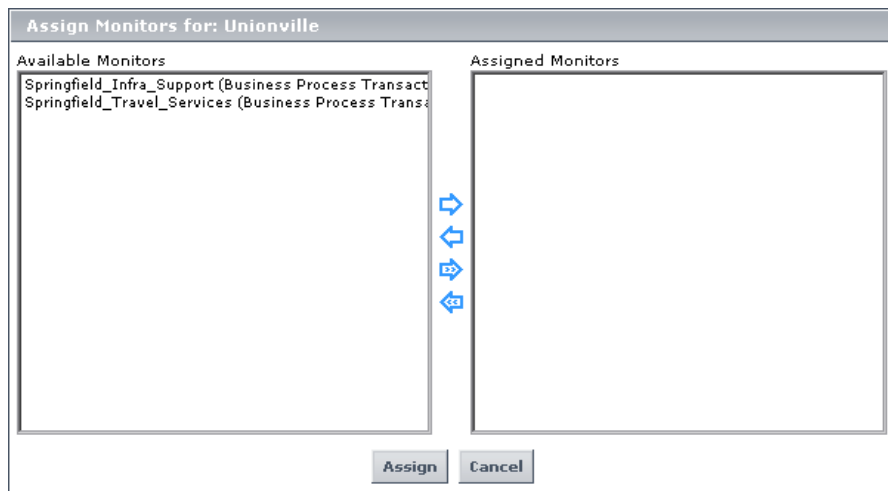 Assign Monitors for: Unionville
Available Monitors
Assigned Monitors
Springfield_Infra_Support (Business Process Transact
Springfield_Travel_Services (Business Process Transa
Assign
Cancel